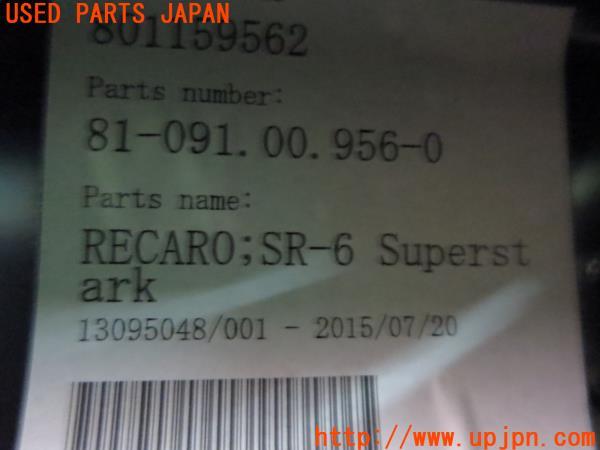 USED PARTS JAPAN
801159562
Parts number:
81-091.00.956-0
Parts name:
RECARO;SR-6 Superst
ark
13095048/001 - 2015/07/20
http://www.upjpn.com